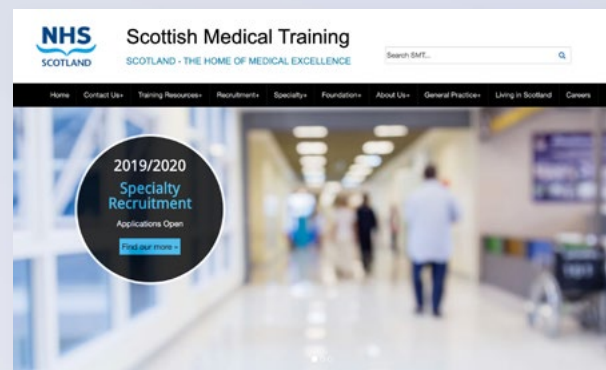 NHS
SCOTLAND
Scottish Medical Training
SCOTLAND - THE HOME OF MEDICAL EXCELLENCE
Search SMT...
Home Contact Us+ Training Resources+ Recruitment+ Specialty+ Foundation+ About Us+ General Practice+ Living in Scotland Careers
2019/2020
Specialty
Recruitment
Applications Open
Find our more »